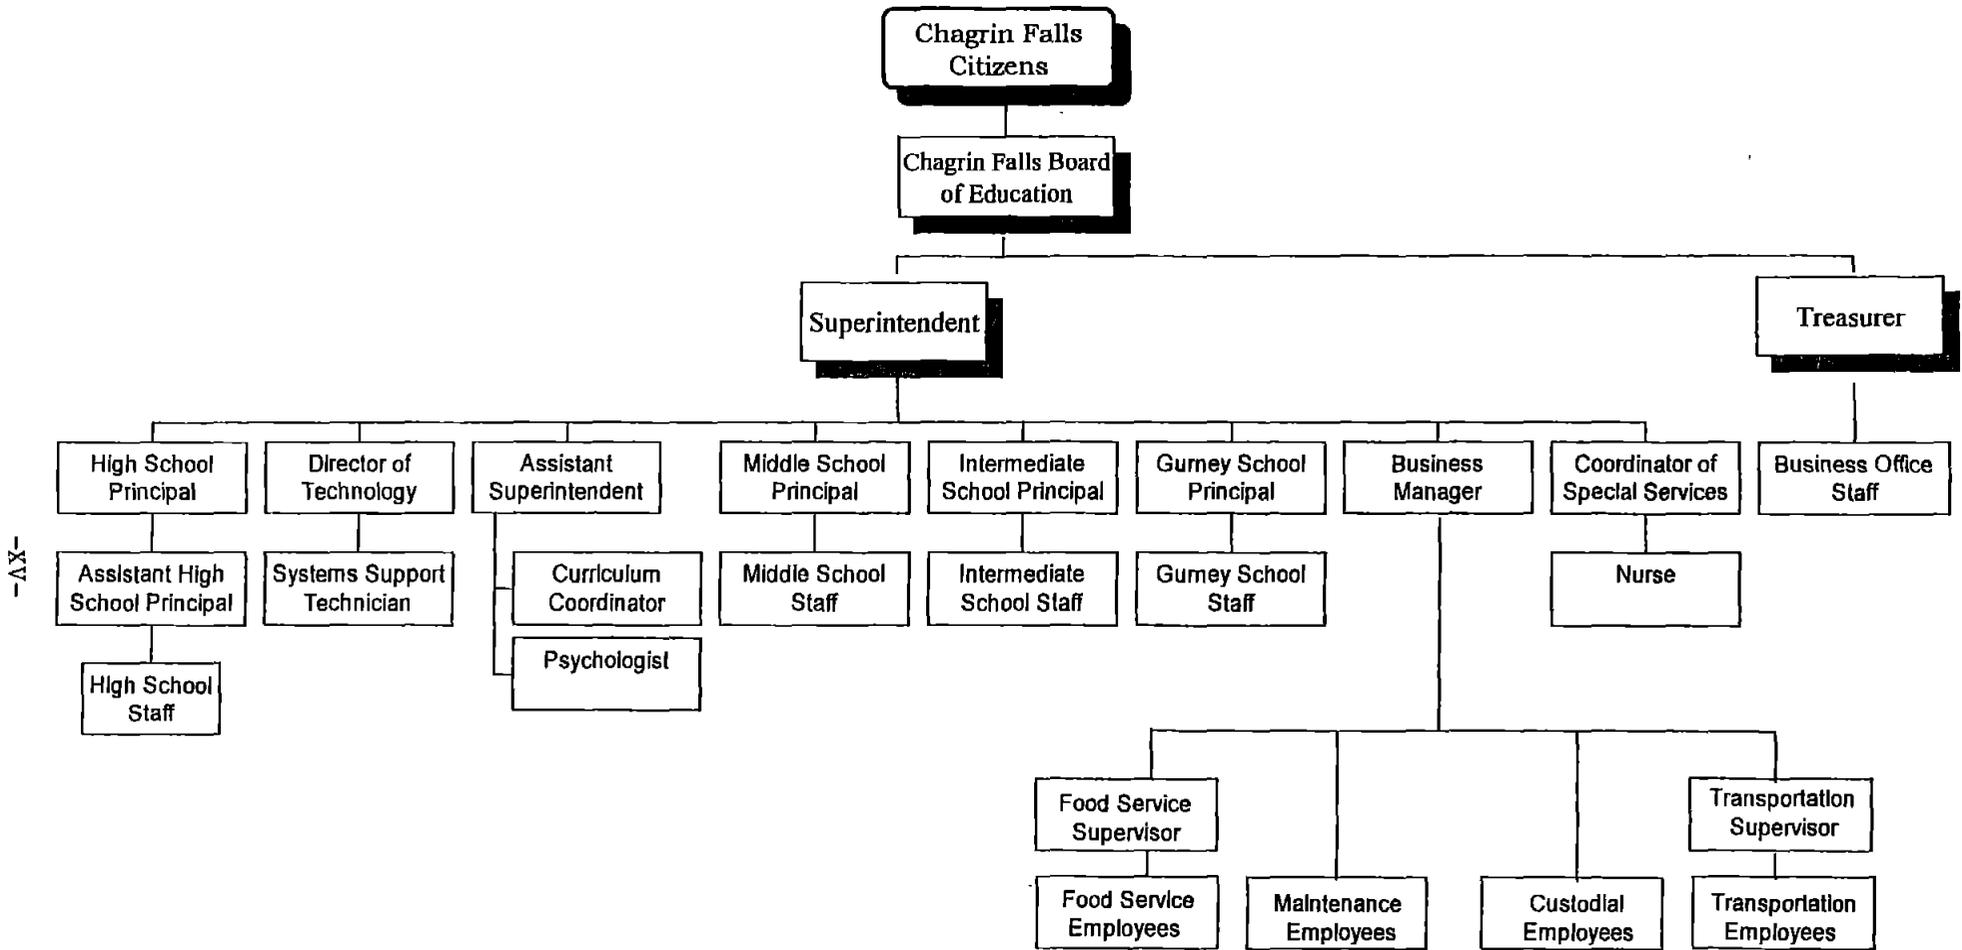 Chagrin Falls
Citizens
Chagrin Falls Board
of Education
Superintendent
Treasurer
High School
Principal
Director of
Technology
Assistant
Superintendent
Middle School
Principal
Intermediate
School Principal
Gurney School
Principal
Business
Manager
Coordinator of
Special Services
Business Office
Staff
Assistant High
School Principal
Systems Support
Technician
Curriculum
Coordinator
Middle School
Staff
Intermediate
School Staff
Gurney School
Staff
Nurse
Psychologist
High School
Staff
Food Service
Supervisor
Transportation
Supervisor
Food Service
Employees
Maintenance
Employees
Custodial
Employees
Transportation
Employees
-xv-